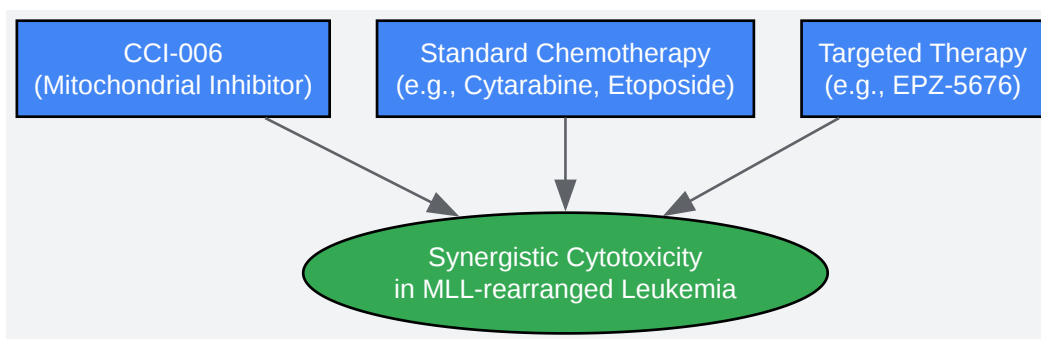 CCI-006
(Mitochondrial Inhibitor)
Standard Chemotherapy
(e.g., Cytarabine, Etoposide)
Targeted Therapy
(e.g., EPZ-5676)
Synergistic Cytotoxicity
in MLL-rearranged Leukemia